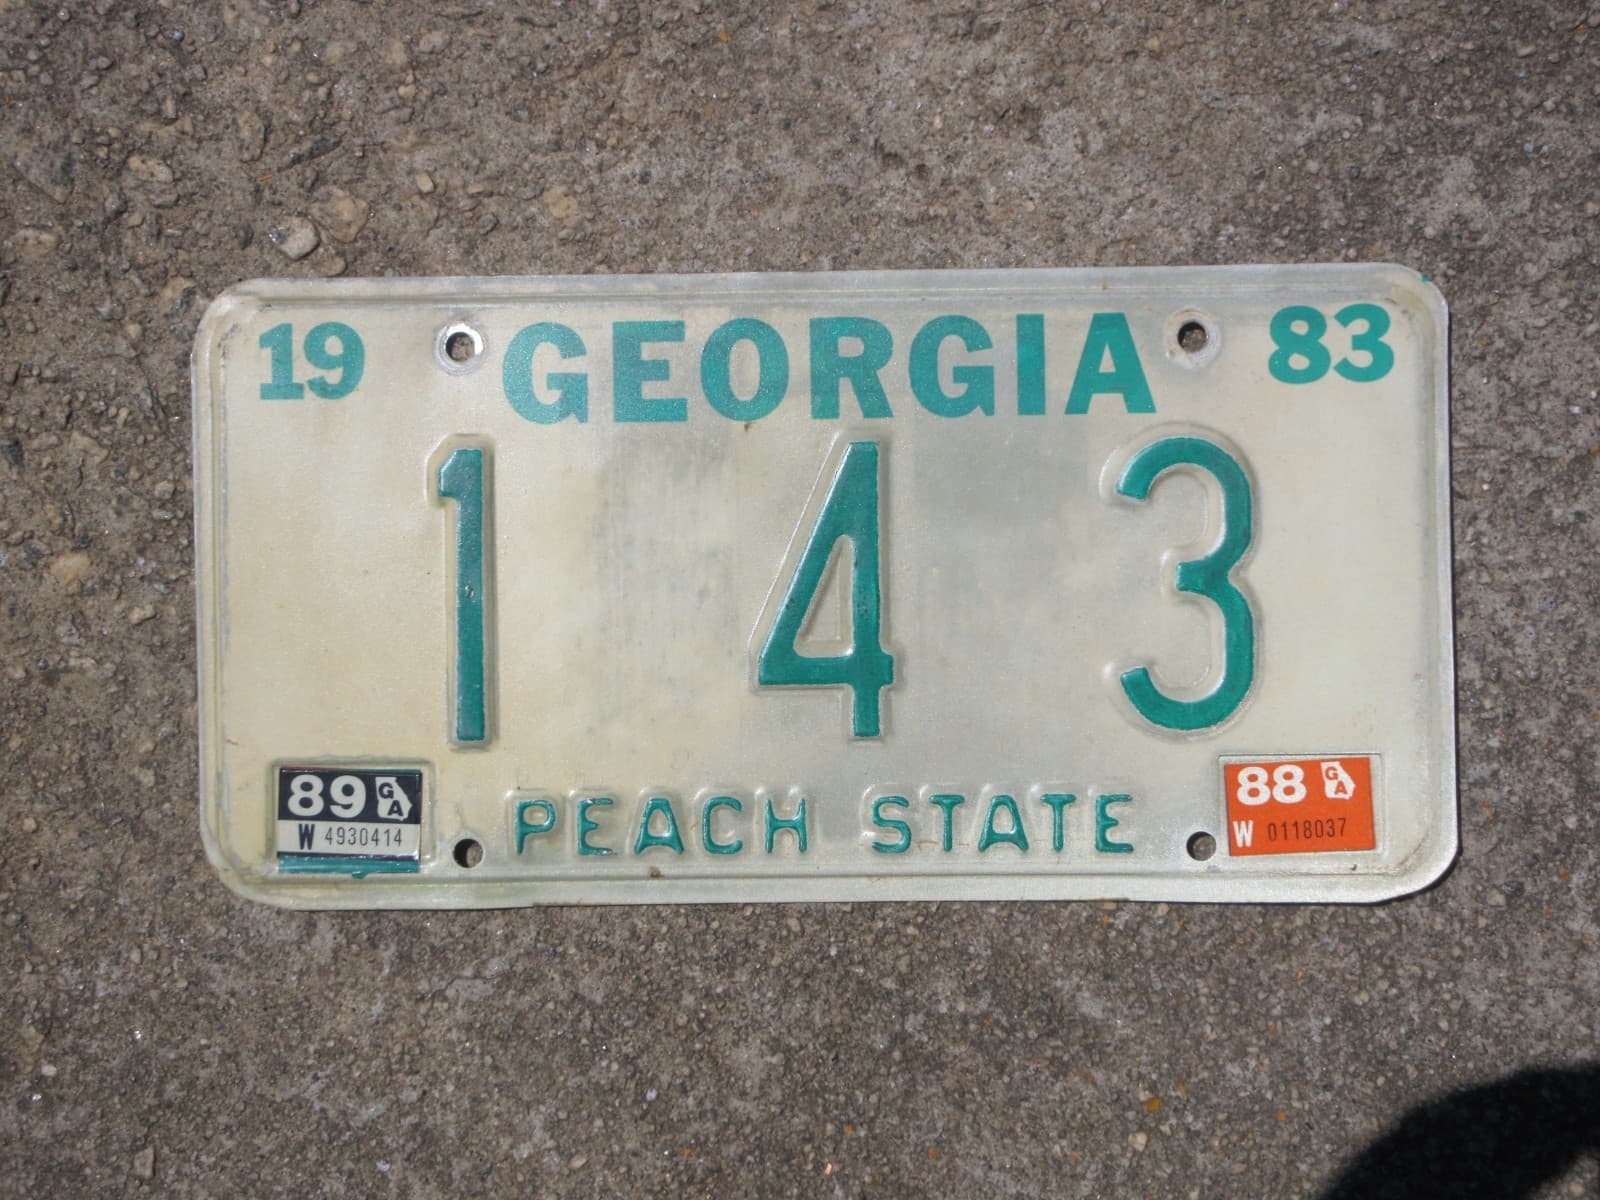 19 GEORGIA 83
1 4 3
89 GA
W 4930414
PEACH STATE
88 GA
W 0118037